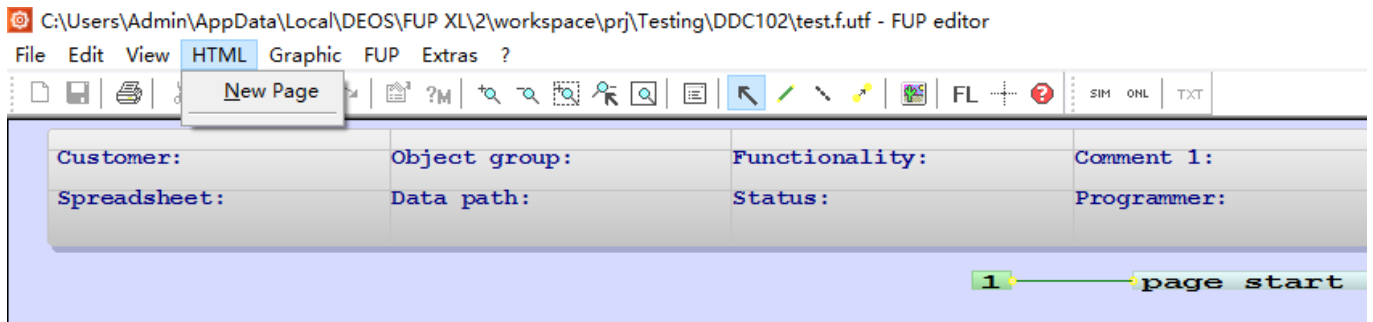 C:\Users\Admin\AppData\Local\DEOS\FUP XL\2\workspace\prj\Testing\DDC102\test.f.utf - FUP editor
File Edit View HTML Graphic FUP Extras ?
New Page ?M FL SIM ONL TXT
Customer: Object group: Functionality: Comment 1:
Spreadsheet: Data path: Status: Programmer:
1 page start